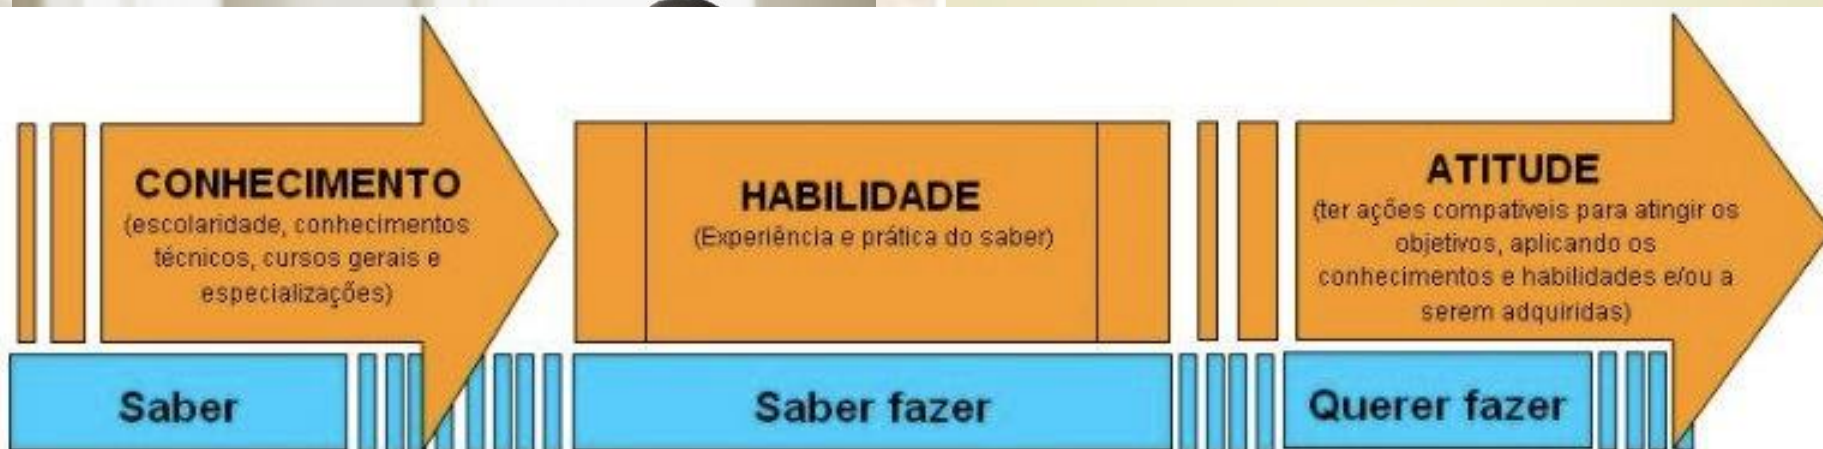 CONHECIMENTO
(escolaridade, conhecimentos
técnicos, cursos gerais e
especializações)
Saber
HABILIDADE
(Experiência e prática do saber)
Saber fazer
ATITUDE
(ter ações compatíveis para atingir os
objetivos, aplicando os
conhecimentos e habilidades e/ou a
serem adquiridas)
Querer fazer